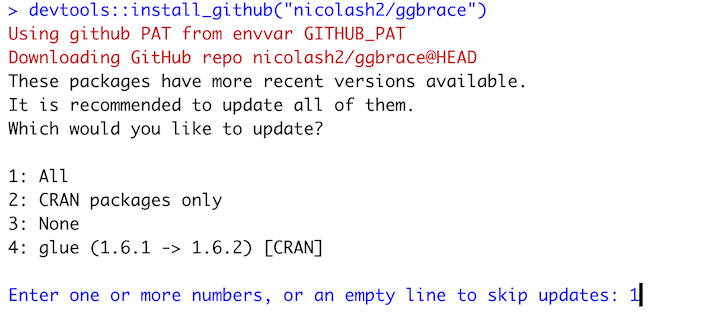 > devtools::install_github("nicolash2/ggbrace")
Using github PAT from envvar GITHUB_PAT
Downloading GitHub repo nicolash2/ggbrace@HEAD
These packages have more recent versions available.
It is recommended to update all of them.
Which would you like to update?

1: All
2: CRAN packages only
3: None
4: glue (1.6.1 -> 1.6.2) [CRAN]

Enter one or more numbers, or an empty line to skip updates: 1